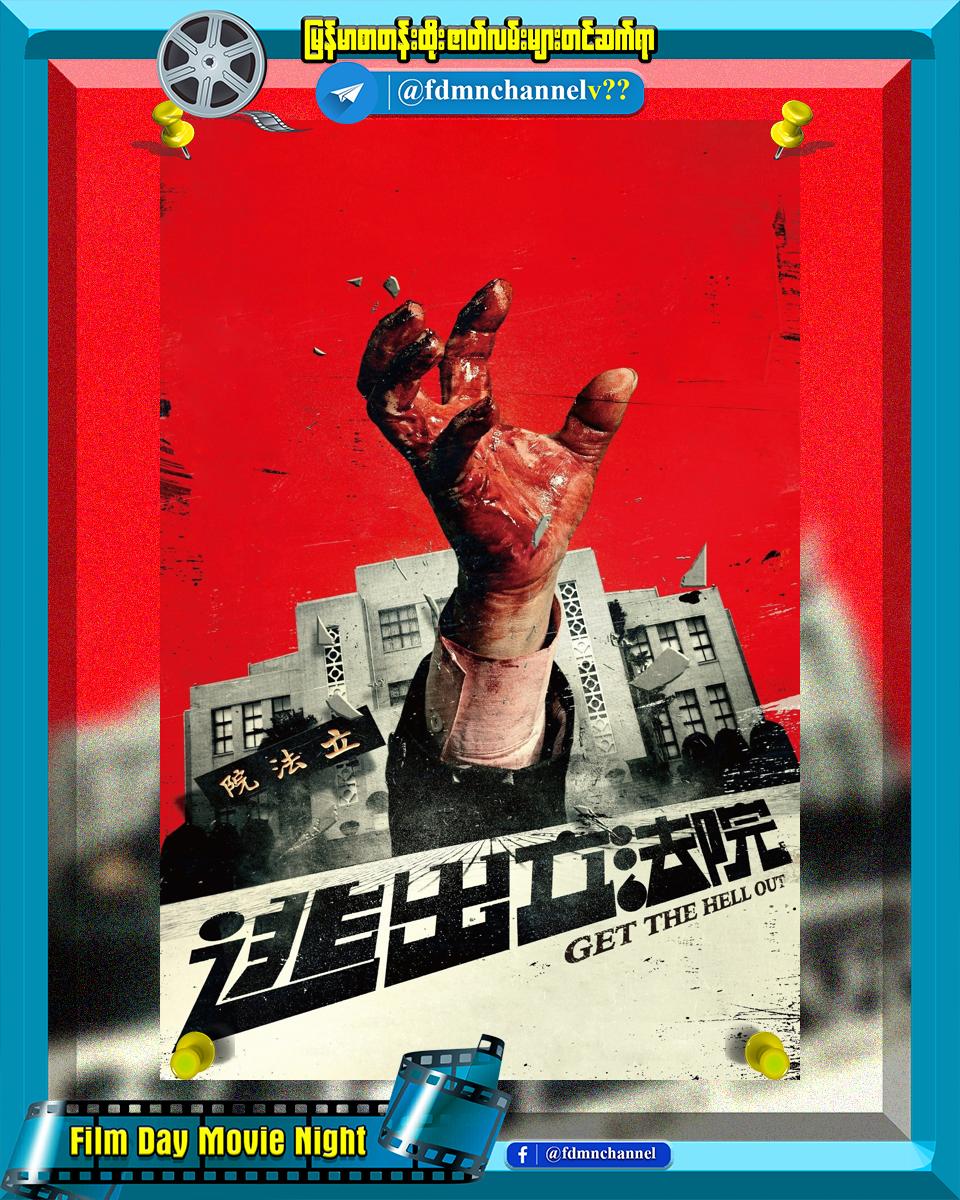 မြန်မာစာတန်းထိုးဇာတ်လမ်းများတင်ဆက်ရာ
@fdmnchannelv??
院法立
逃出立法院
GET THE HELL OUT
Film Day Movie Night
f @fdmnchannel